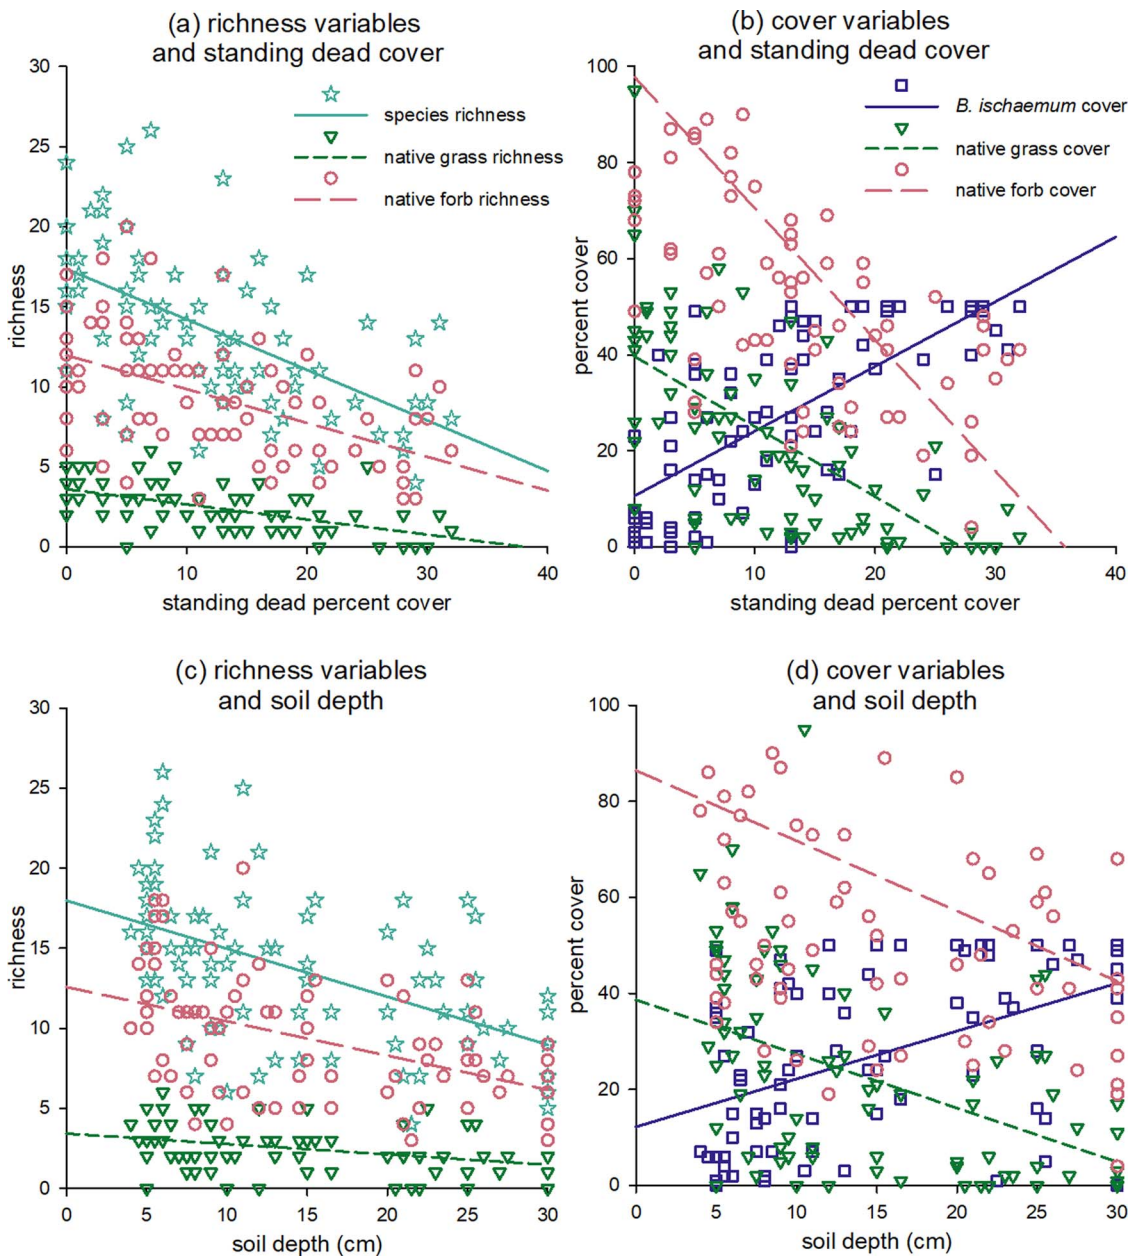 (a) richness variables
and standing dead cover
30
25
20
15
10
5
0
richness
species richness
native grass richness
native forb richness
0
10
20
30
40
standing dead percent cover
(b) cover variables
and standing dead cover
100
80
60
40
20
0
percent cover
B. ischaemum cover
native grass cover
native forb cover
0
10
20
30
40
standing dead percent cover
(c) richness variables
and soil depth
30
25
20
15
10
5
0
richness
0
5
10
15
20
25
30
soil depth (cm)
(d) cover variables
and soil depth
100
80
60
40
20
0
percent cover
0
5
10
15
20
25
30
soil depth (cm)